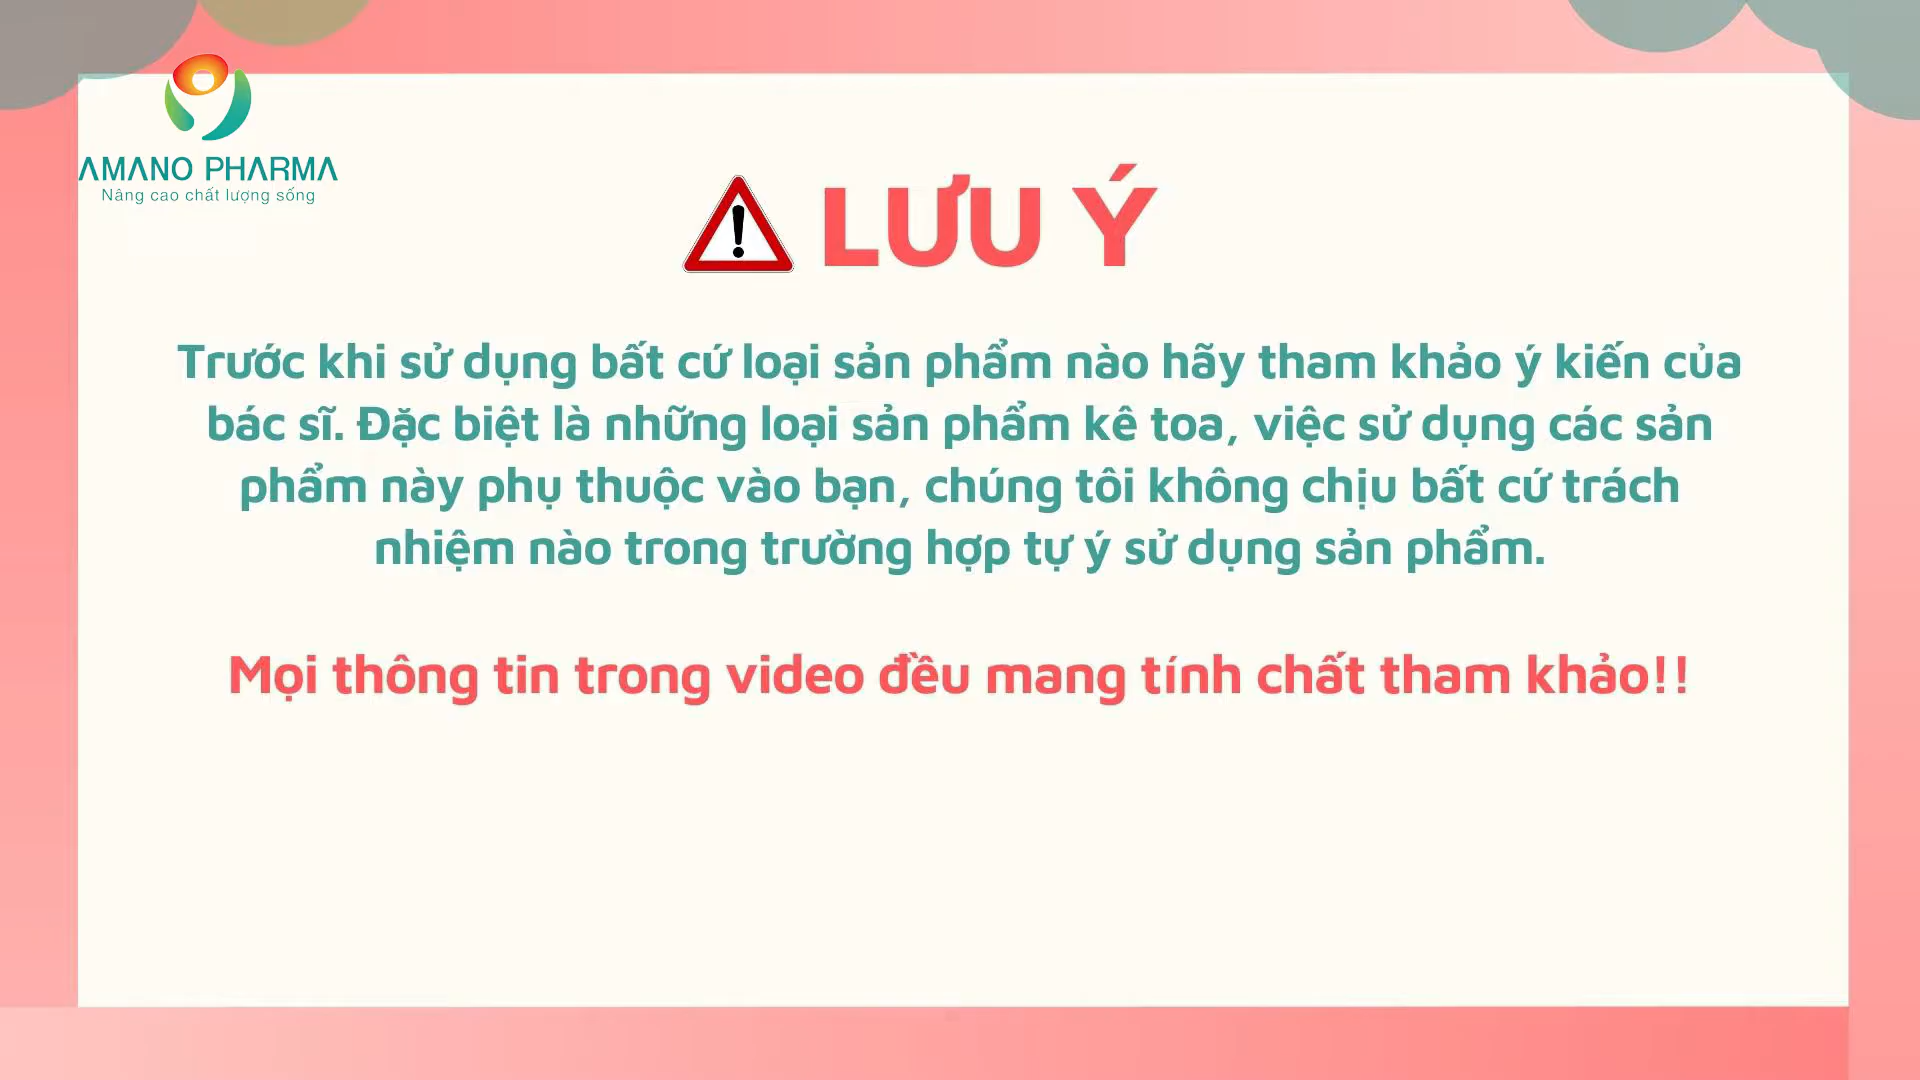 AMANO PHARMA
Nâng cao chất lượng sống
LƯU Ý
Trước khi sử dụng bất cứ loại sản phẩm nào hãy tham khảo ý kiến của
bác sĩ. Đặc biệt là những loại sản phẩm kê toa, việc sử dụng các sản
phẩm này phụ thuộc vào bạn, chúng tôi không chịu bất cứ trách
nhiệm nào trong trường hợp tự ý sử dụng sản phẩm.
Mọi thông tin trong video đều mang tính chất tham khảo!!